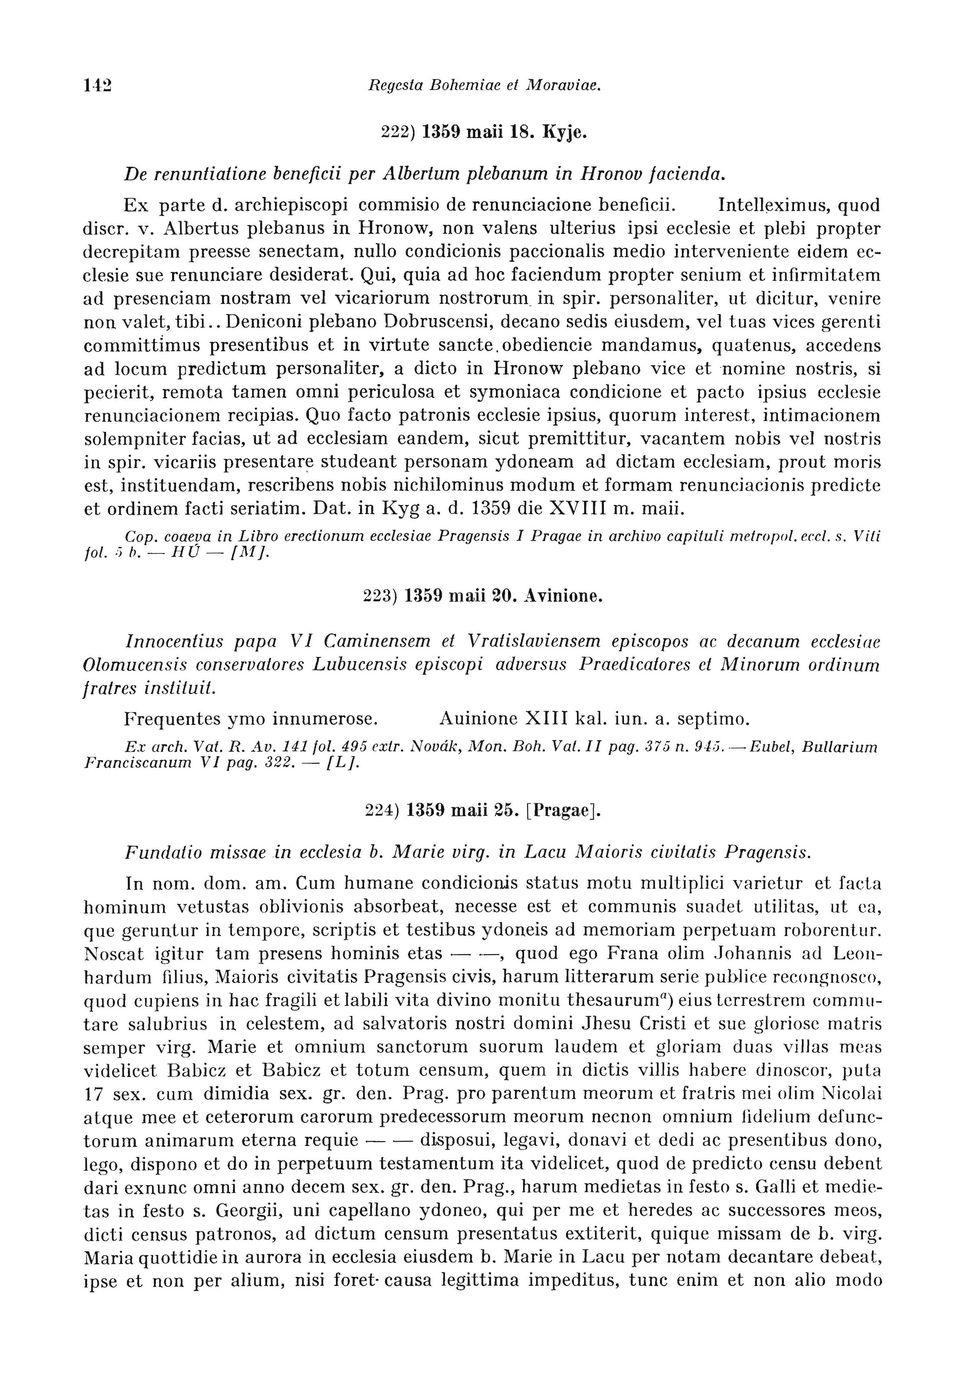 142 Regesta Bohemiae et Moraviae.
222) 1359 maii 18. Kyje.
De renuntiatione beneficii per Albertum plebanum in Hronov facienda.
Ex parte d. archiepiscopi commisio de renunciacione beneficii. Intelleximus, quod
discr. v. Albertus plebanus in Hronow, non valens ulterius ipsi ecclesie et plebi propter
decrepitam preesse senectam, nullo condicionis paccionalis medio interveniente eidem ec-
clesie sue renunciare desiderat. Qui, quia ad hoc faciendum propter senium et infirmitatem
ad presenciam nostram vel vicariorum nostrorum in spir. personaliter, ut dicitur, venire
non valet, tibi.. Deniconi plebano Dobruscensi, decano sedis eiusdem, vel tuas vices gerenti
committimus presentibus et in virtute sancte obediencie mandamus, quatenus, accedens
ad locum predictum personaliter, a dicto in Hronow plebano vice et nomine nostris, si
pecierit, remota tamen omni periculosa et symoniaca condicione et pacto ipsius ecclesie
renunciacionem recipias. Quo facto patronis ecclesie ipsius, quorum interest, intimacionem
solempniter facias, ut ad ecclesiam eandem, sicut premittitur, vacantem nobis vel nostris
in spir. vicariis presentare studeant personam ydoneam ad dictam ecclesiam, prout moris
est, instituendam, rescribens nobis nichilominus modum et formam renunciacionis predicte
et ordinem facti seriatim. Dat. in Kyg a. d. 1359 die XVIII m. maii.
Cop. coaeva in Libro erectionum ecclesiae Pragensis I Pragae in archivo capituli metropol. eccl. s. Viti
fol. 5 b. — HÚ — [M].
223) 1359 maii 20. Avinione.
Innocentius papa VI Caminensem et Vratislaviensem episcopos ac decanum ecclesiae
Olomucensis conservatores Lubucensis episcopi adversus Praedicatores et Minorum ordinum
fratres instituit.
Frequentes ymo innumerose. Auinione XIII kal. iun. a. septimo.
Ex arch. Vat. R. Av. 141 fol. 495 extr. Novák, Mon. Boh. Vat. II pag. 375 n. 945. — Eubel, Bullarium
Franciscanum VI pag. 322. — [L].
224) 1359 maii 25. [Pragae].
Fundatio missae in ecclesia b. Marie virg. in Lacu Maioris civitatis Pragensis.
In nom. dom. am. Cum humane condicionis status motu multiplici varietur et facta
hominum vetustas oblivionis absorbeat, necesse est et communis suadet utilitas, ut ea,
que geruntur in tempore, scriptis et testibus ydoneis ad memoriam perpetuam roborentur.
Noscat igitur tam presens hominis etas — —, quod ego Frana olim Johannis ad Leon-
hardum filius, Maioris civitatis Pragensis civis, harum litterarum serie publice recongnosco,
quod cupiens in hac fragili et labili vita divino monitu thesaurumᵃ) eius terrestrem commu-
tare salubrius in celestem, ad salvatoris nostri domini Jhesu Cristi et sue gloriose matris
semper virg. Marie et omnium sanctorum suorum laudem et gloriam duas villas meas
videlicet Babicz et Babicz et totum censum, quem in dictis villis habere dinoscor, puta
17 sex. cum dimidia sex. gr. den. Prag. pro parentum meorum et fratris mei olim Nicolai
atque mee et ceterorum carorum predecessorum meorum necnon omnium fidelium defunc-
torum animarum eterna requie — — disposui, legavi, donavi et dedi ac presentibus dono,
lego, dispono et do in perpetuum testamentum ita videlicet, quod de predicto censu debent
dari exnunc omni anno decem sex. gr. den. Prag., harum medietas in festo s. Galli et medie-
tas in festo s. Georgii, uni capellano ydoneo, qui per me et heredes ac successores meos,
dicti census patronos, ad dictum censum presentatus extiterit, quique missam de b. virg.
Maria quottidie in aurora in ecclesia eiusdem b. Marie in Lacu per notam decantare debeat,
ipse et non per alium, nisi foret causa legittima impeditus, tunc enim et non alio modo